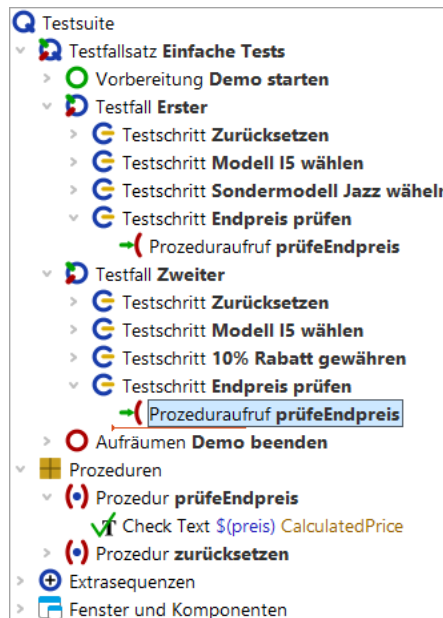 Testsuite
Testfallsatz Einfache Tests
Vorbereitung Demo starten
Testfall Erster
Testschritt Zurücksetzen
Testschritt Modell I5 wählen
Testschritt Sondermodell Jazz wäheln
Testschritt Endpreis prüfen
Prozeduraufruf prüfeEndpreis
Testfall Zweiter
Testschritt Zurücksetzen
Testschritt Modell I5 wählen
Testschritt 10% Rabatt gewähren
Testschritt Endpreis prüfen
Prozeduraufruf prüfeEndpreis
Aufräumen Demo beenden
Prozeduren
Prozedur prüfeEndpreis
Check Text $(preis) CalculatedPrice
Prozedur zurücksetzen
Extrasequenzen
Fenster und Komponenten